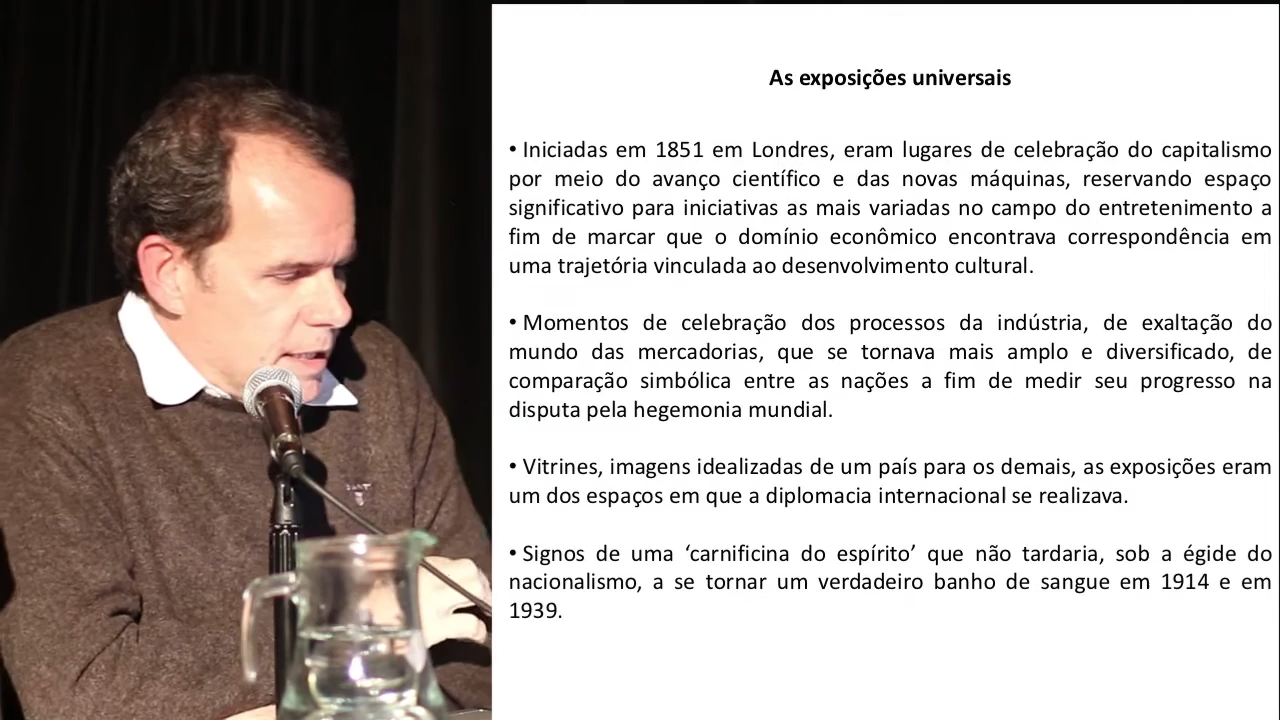 As exposições universais
• Iniciadas em 1851 em Londres, eram lugares de celebração do capitalismo
por meio do avanço científico e das novas máquinas, reservando espaço
significativo para iniciativas as mais variadas no campo do entretenimento a
fim de marcar que o domínio econômico encontrava correspondência em
uma trajetória vinculada ao desenvolvimento cultural.
• Momentos de celebração dos processos da indústria, de exaltação do
mundo das mercadorias, que se tornava mais amplo e diversificado, de
comparação simbólica entre as nações a fim de medir seu progresso na
disputa pela hegemonia mundial.
• Vitrines, imagens idealizadas de um país para os demais, as exposições eram
um dos espaços em que a diplomacia internacional se realizava.
• Signos de uma ‘carnificina do espírito’ que não tardaria, sob a égide do
nacionalismo, a se tornar um verdadeiro banho de sangue em 1914 e em
1939.